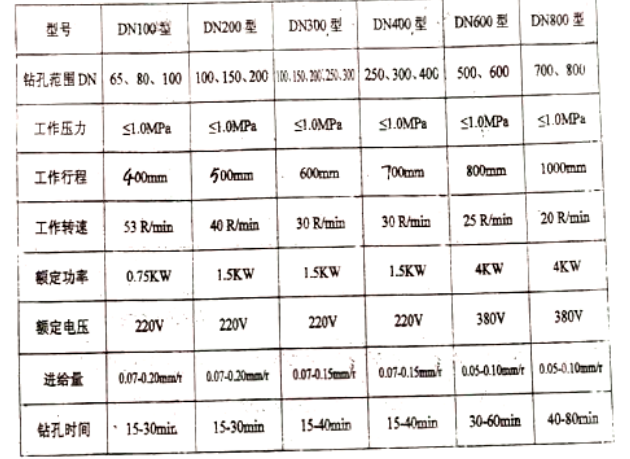 型号 DN100型 DN200型 DN300型 DN400型 DN600型 DN800型
钻孔范围DN 65、80、100 100、150、200 100、150、200、250、300 250、300、400 500、600 700、800
工作压力 ≤1.0MPa ≤1.0MPa ≤1.0MPa ≤1.0MPa ≤1.0MPa ≤1.0MPa
工作行程 400mm 500mm 600mm 700mm 800mm 1000mm
工作转速 53 R/min 40 R/min 30 R/min 30 R/min 25 R/min 20 R/min
额定功率 0.75KW 1.5KW 1.5KW 1.5KW 4KW 4KW
额定电压 220V 220V 220V 220V 380V 380V
进给量 0.07-0.20mm/r 0.07-0.20mm/r 0.07-0.15mm/r 0.07-0.15mm/r 0.05-0.10mm/r 0.05-0.10mm/r
钻孔时间 15-30min 15-30min 15-40min 15-40min 30-60min 40-80min